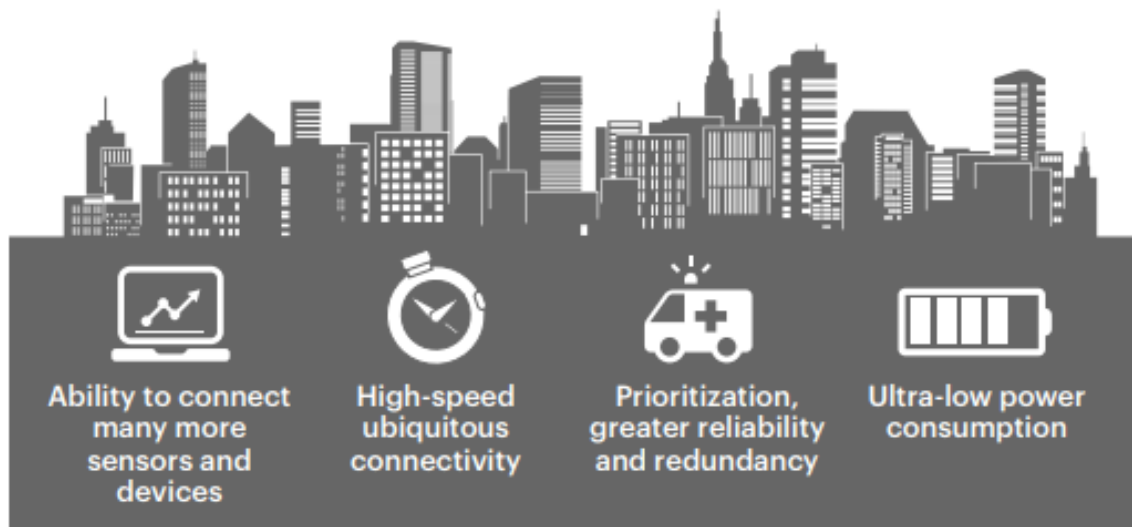 Ability to connect
many more
sensors and
devices
High-speed
ubiquitous
connectivity
Prioritization,
greater reliability
and redundancy
Ultra-low power
consumption